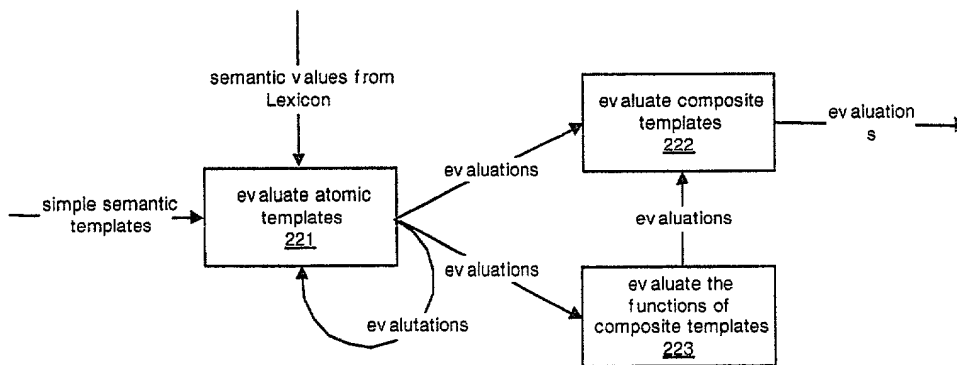 semantic values from
Lexicon
simple semantic
templates
evaluate atomic
templates
221
evaluations
evaluations
evalutations
evaluate composite
templates
222
evaluation
s
evaluations
evaluate the
functions of
composite templates
223